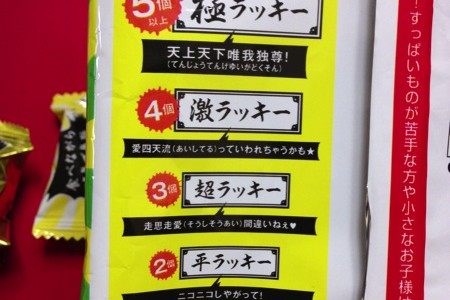 5個
以上
極ラッキー
天上天下唯我独尊!
(てんじょうてんげゆいがどくそん)
4個
激ラッキー
愛四天流(あいしてる)っていわれちゃうかも★
3個
超ラッキー
走思走愛(そうしそうあい)間違いねぇ♥
2個
平ラッキー
ニコニコしやがって!
!すっぱいものが苦手な方や小さなお子様は
食べながら